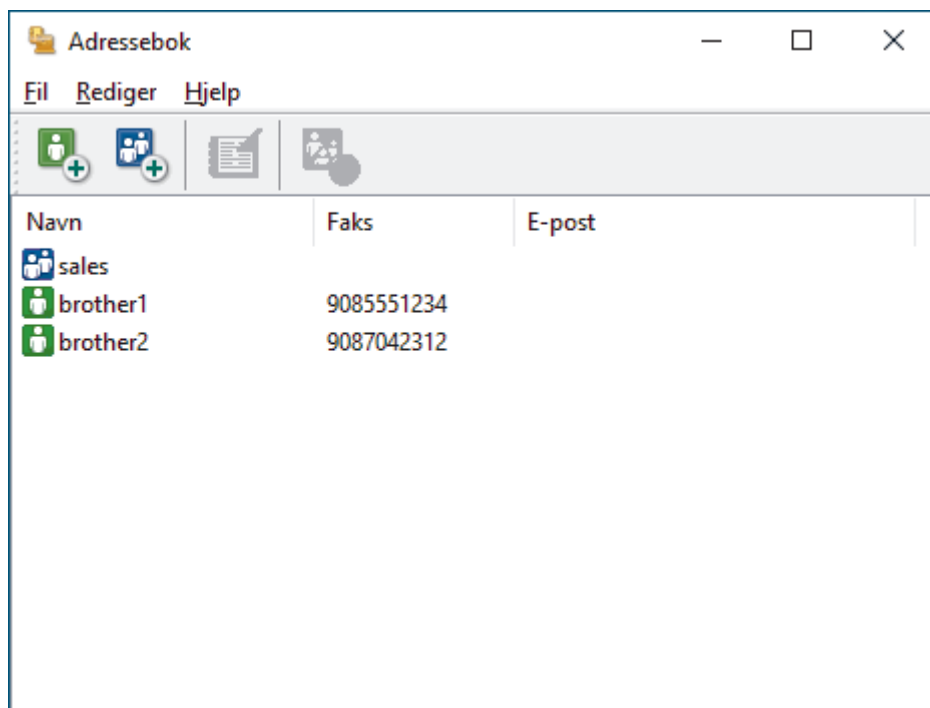 Adressebok
Fil Rediger Hjelp
Navn Faks E-post
sales
brother1 9085551234
brother2 9087042312